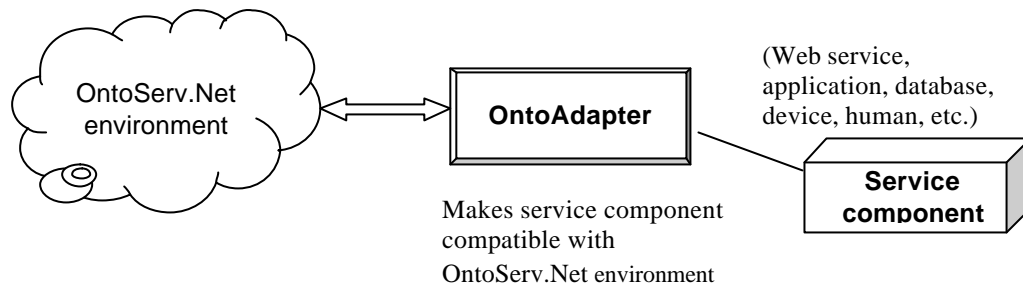 OntoServ.Net
environment
OntoAdapter
(Web service,
application, database,
device, human, etc.)
Service
component
Makes service component
compatible with
OntoServ.Net environment